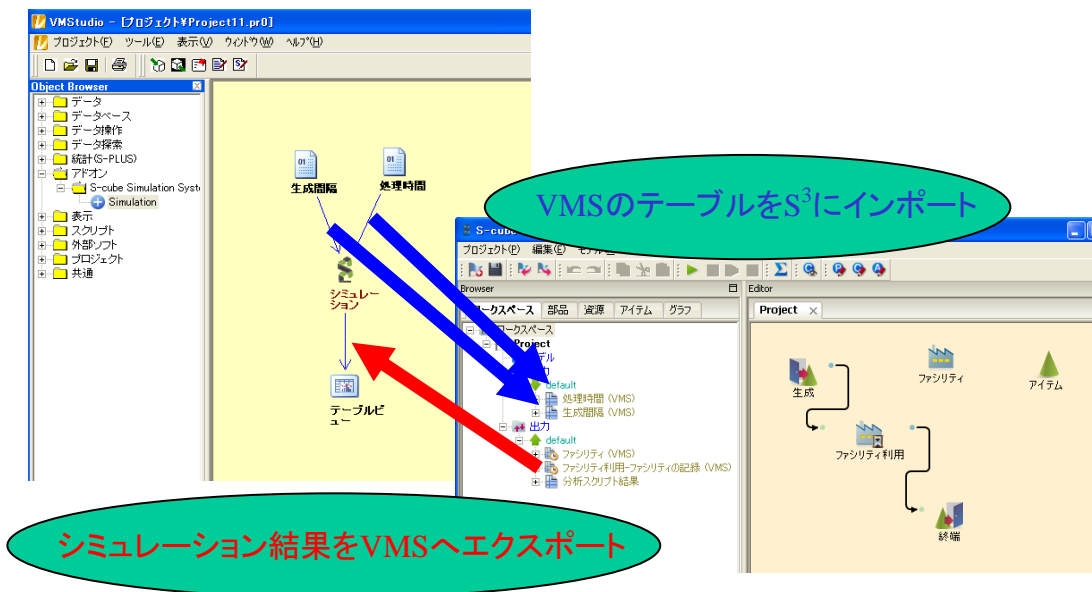 VMStudio - [プロジェクト¥Project11.pr0]
プロジェクト(F) ツール(E) 表示(V) ウィンドウ(W) ヘルプ(H)
Object Browser
データ
データベース
データ操作
データ探索
統計(S-PLUS)
アドオン
S-cube Simulation Syst
Simulation
表示
スクリプト
外部ソフト
プロジェクト
共通
生成間隔
処理時間
シミュレー
ション
テーブルビ
ュー
VMSのテーブルをS³にインポート
プロジェクト(P) 編集(E)
Browser
ワークスペース 部品 資源 アイテム グラフ
ワークスペース
Project
default
処理時間 (VMS)
生成間隔 (VMS)
出力
default
ファシリティ (VMS)
ファシリティ利用-ファシリティの記録 (VMS)
分析スクリプト結果
Editor
Project
生成
ファシリティ
アイテム
ファシリティ利用
終端
シミュレーション結果をVMSへエクスポート